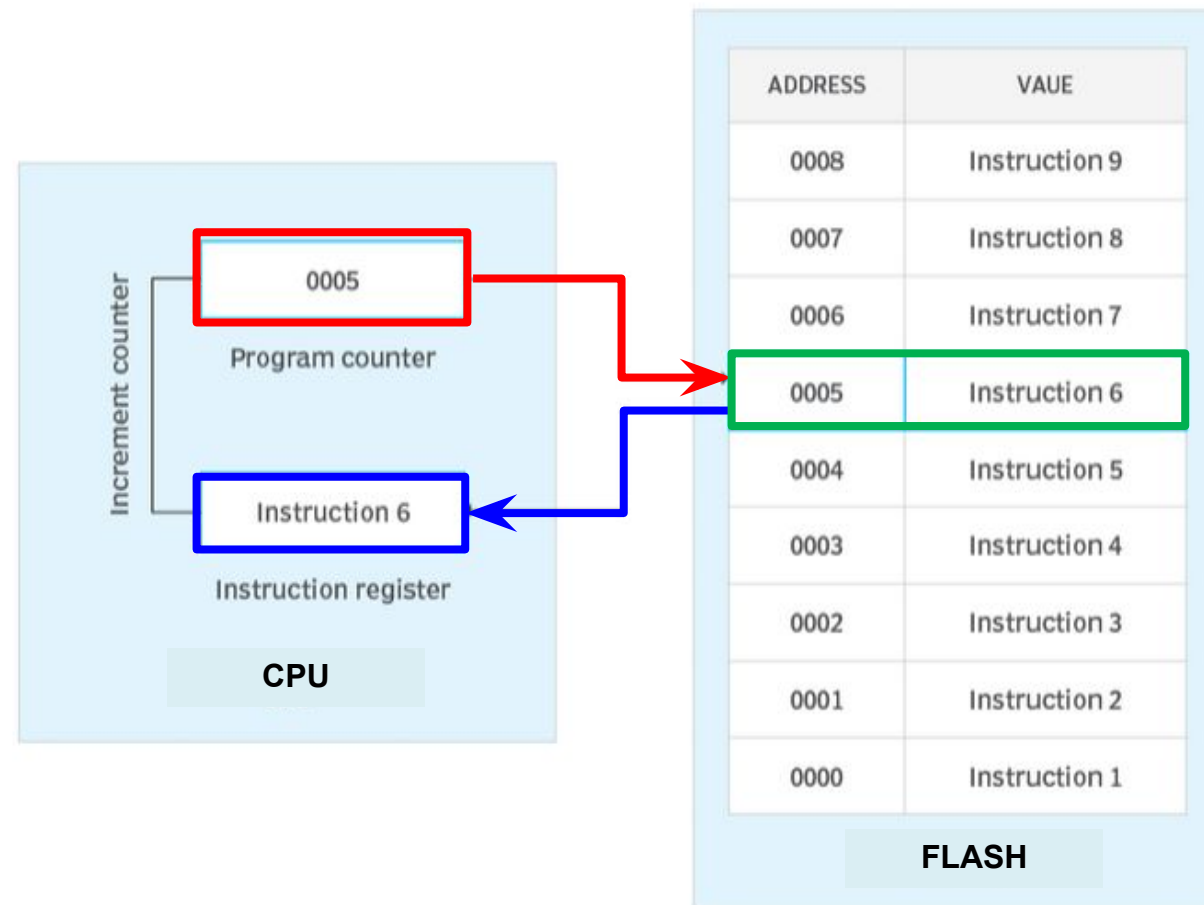 0005
Program counter
Increment counter
Instruction 6
Instruction register
CPU
ADDRESS VAUE
0008 Instruction 9
0007 Instruction 8
0006 Instruction 7
0005 Instruction 6
0004 Instruction 5
0003 Instruction 4
0002 Instruction 3
0001 Instruction 2
0000 Instruction 1
FLASH